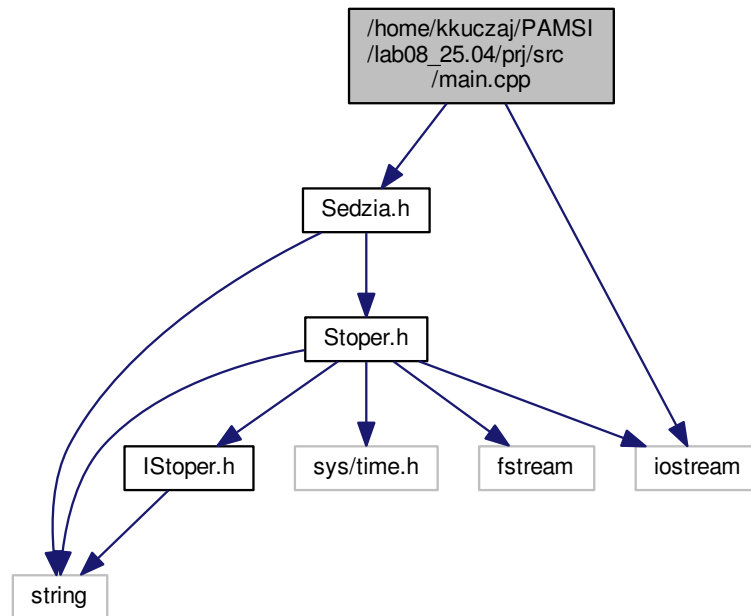 /home/kkuczaj/PAMSI
/lab08_25.04/prj/src
/main.cpp
Sedzia.h
Stoper.h
IStoper.h
sys/time.h
fstream
iostream
string